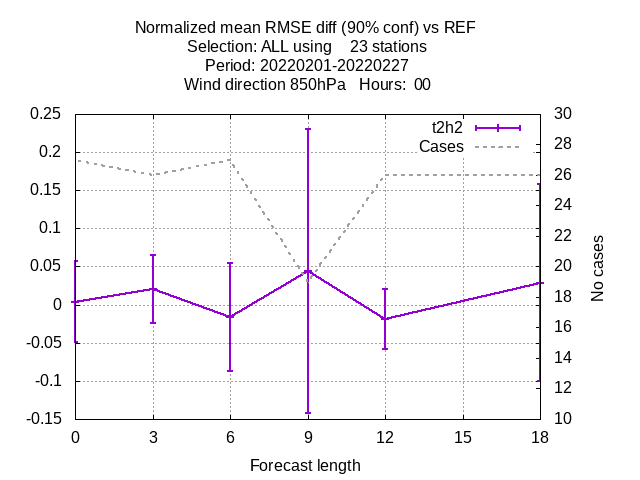 Normalized mean RMSE diff (90% conf) vs REF
Selection: ALL using    23 stations
Period: 20220201-20220227
Wind direction 850hPa   Hours:  00
t2h2
Cases
0.25
0.2
0.15
0.1
0.05
0
-0.05
-0.1
-0.15
30
28
26
24
22
20
18
16
14
12
10
No cases
0 3 6 9 12 15 18
Forecast length